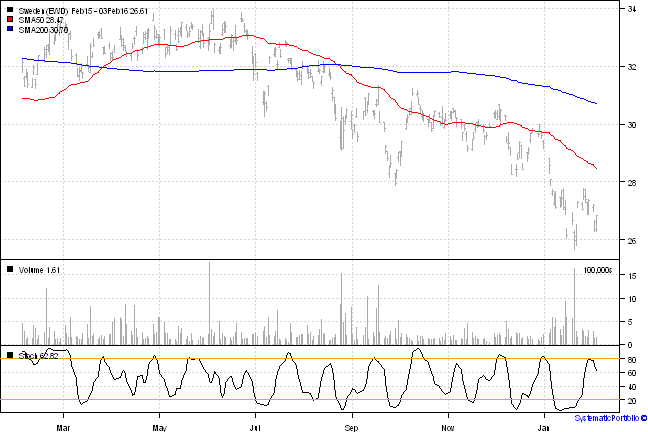 Sweden (EWD) Feb15 - 03Feb16 26.61
SMA50 28.47
SMA200 30.70
34
32
30
28
26
Volume 1.61
100,000s
15
10
5
0
Stoch 62.82
80
60
40
20
Mar May Jul Sep Nov Jan
SystematicPortfolio ©